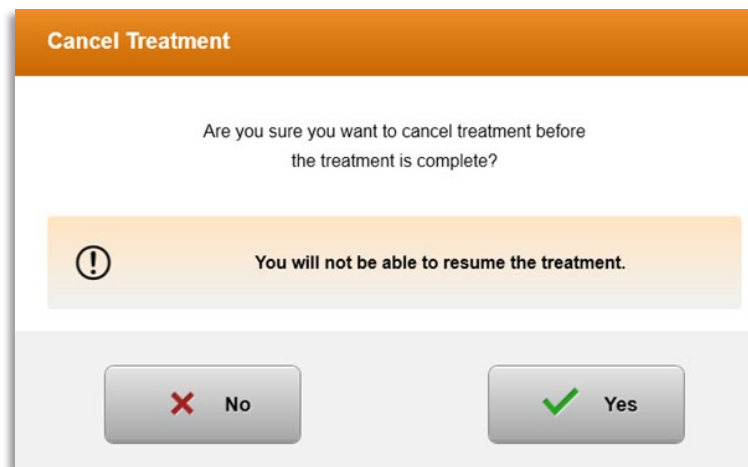 Cancel Treatment
Are you sure you want to cancel treatment before
the treatment is complete?
You will not be able to resume the treatment.
No
Yes